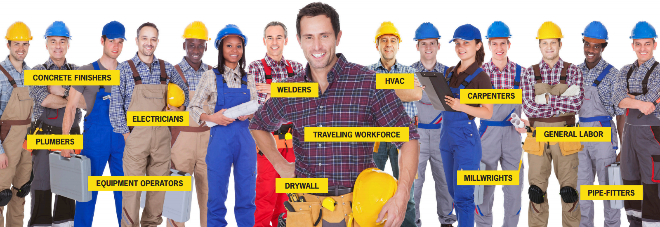 CONCRETE FINISHERS
WELDERS
HVAC
CARPENTERS
ELECTRICIANS
PLUMBERS
TRAVELING WORKFORCE
GENERAL LABOR
EQUIPMENT OPERATORS
DRYWALL
MILLWRIGHTS
PIPE-FITTERS